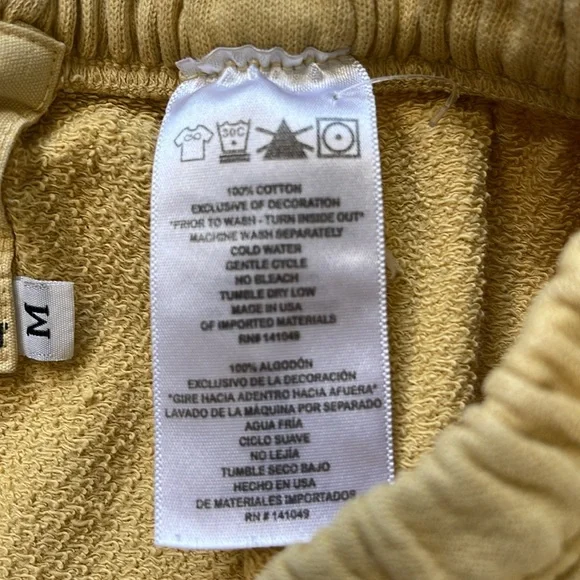 30C
100% COTTON
EXCLUSIVE OF DECORATION
"PRIOR TO WASH - TURN INSIDE OUT"
MACHINE WASH SEPARATELY
COLD WATER
GENTLE CYCLE
NO BLEACH
TUMBLE DRY LOW
MADE IN USA
OF IMPORTED MATERIALS
RN# 141049
100% ALGODÓN
EXCLUSIVO DE LA DECORACIÓN
"GIRE HACIA ADENTRO HACIA AFUERA"
LAVADO DE LA MÁQUINA POR SEPARADO
AGUA FRÍA
CICLO SUAVE
NO LEJÍA
TUMBLE SECO BAJO
HECHO EN USA
DE MATERIALES IMPORTADOS
RN # 141049
M